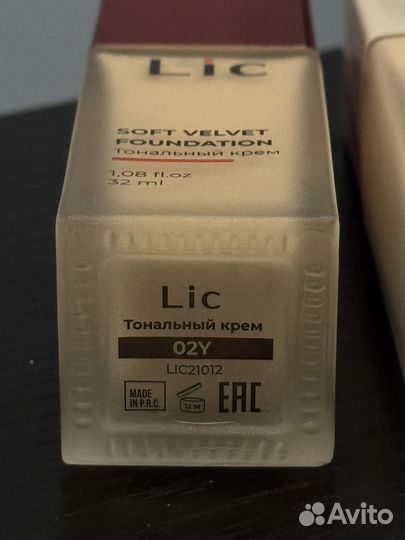 Lic
SOFT VELVET
FOUNDATION
Тональный крем
1,08 fl.oz
32 ml
Lic
Тональный крем
02Y
LIC21012
MADE
IN P.R.C.
12 M
EAC
Avito